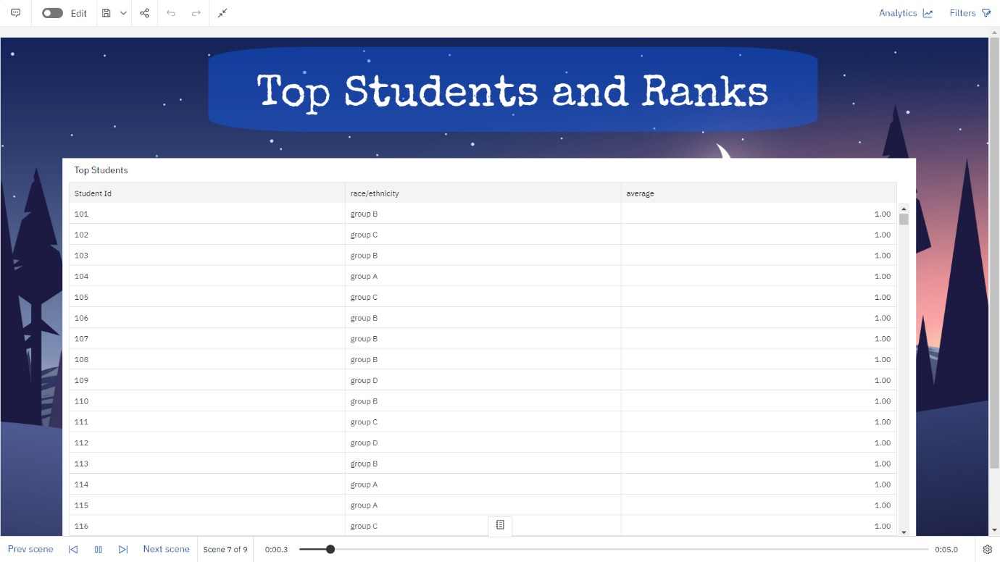 Edit
Analytics
Filters
Top Students and Ranks
Top Students
Student Id race/ethnicity average
101 group B 1.00
102 group C 1.00
103 group B 1.00
104 group A 1.00
105 group C 1.00
106 group B 1.00
107 group B 1.00
108 group B 1.00
109 group D 1.00
110 group B 1.00
111 group C 1.00
112 group D 1.00
113 group B 1.00
114 group A 1.00
115 group A 1.00
116 group C 1.00
Prev scene Next scene Scene 7 of 9 0:00.3 0:05.0